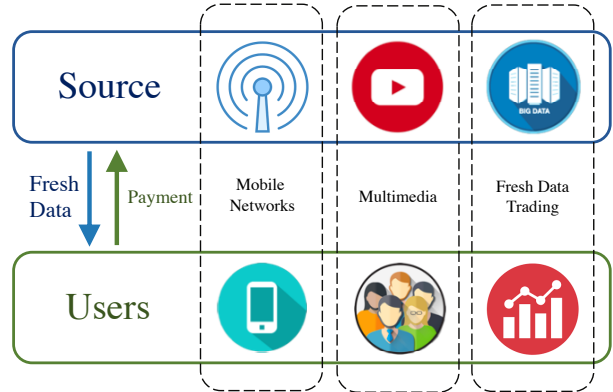 Source
BIG DATA
Fresh
Data
Payment
Mobile
Networks
Multimedia
Fresh Data
Trading
Users